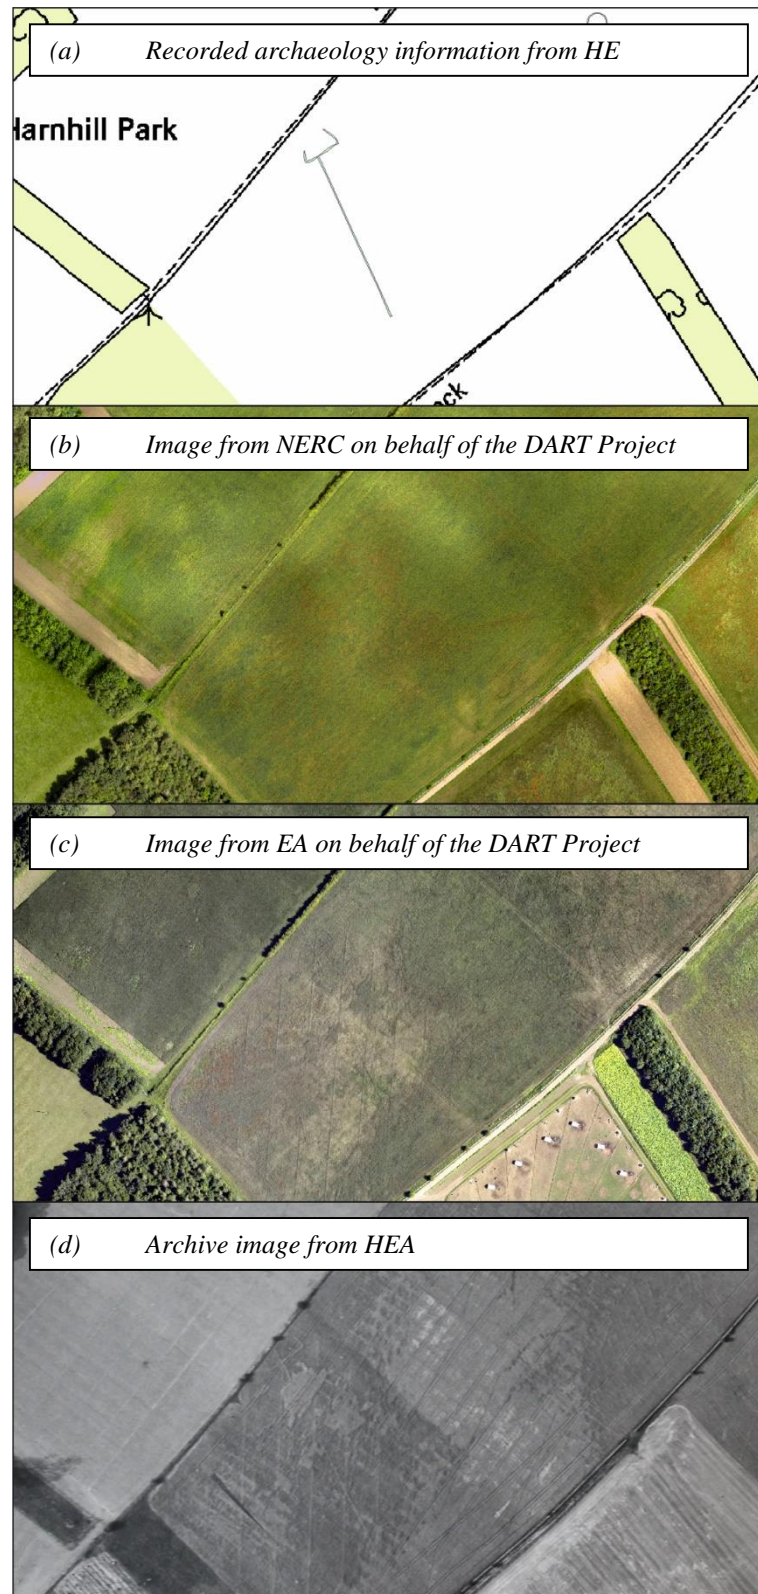 (a) Recorded archaeology information from HE
Harnhill Park
ck
(b) Image from NERC on behalf of the DART Project
(c) Image from EA on behalf of the DART Project
(d) Archive image from HEA